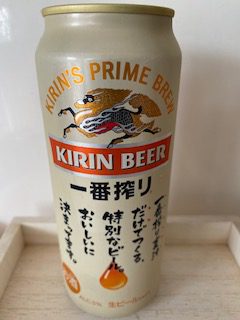 KIRIN'S PRIME BREW
KIRIN BEER
一番搾り
一番搾り麦汁
だけでつくる、
特別なビール。
おいしいに
決まってます。
ALC.5%
生ビール